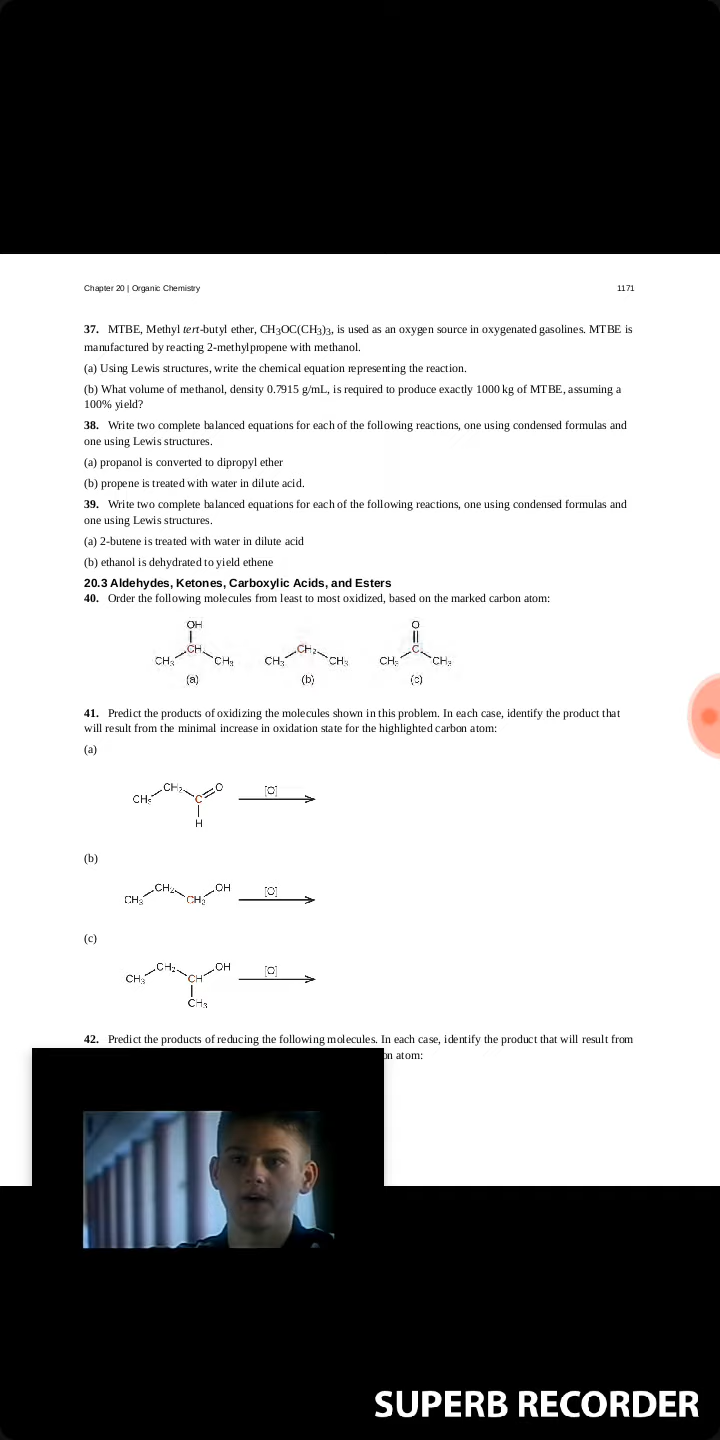 Chapter 20 | Organic Chemistry 1171
37. MTBE, Methyl tert-butyl ether, CH3OC(CH3)3, is used as an oxygen source in oxygenated gasolines. MTBE is
manufactured by reacting 2-methylpropene with methanol.
(a) Using Lewis structures, write the chemical equation representing the reaction.
(b) What volume of methanol, density 0.7915 g/mL, is required to produce exactly 1000 kg of MTBE, assuming a
100% yield?
38. Write two complete balanced equations for each of the following reactions, one using condensed formulas and
one using Lewis structures.
(a) propanol is converted to dipropyl ether
(b) propene is treated with water in dilute acid.
39. Write two complete balanced equations for each of the following reactions, one using condensed formulas and
one using Lewis structures.
(a) 2-butene is treated with water in dilute acid
(b) ethanol is dehydrated to yield ethene
20.3 Aldehydes, Ketones, Carboxylic Acids, and Esters
40. Order the following molecules from least to most oxidized, based on the marked carbon atom:
OH O
CH CH2 C
CH3 CH3 CH3 CH3 CH3 CH3
(a) (b) (c)
41. Predict the products of oxidizing the molecules shown in this problem. In each case, identify the product that
will result from the minimal increase in oxidation state for the highlighted carbon atom:
(a)
CH2 O [O]
CH3 C
H
(b)
CH2 OH [O]
CH3 CH2
(c)
CH2 OH [O]
CH3 CH
CH3
42. Predict the products of reducing the following molecules. In each case, identify the product that will result from
on atom:
SUPERB RECORDER